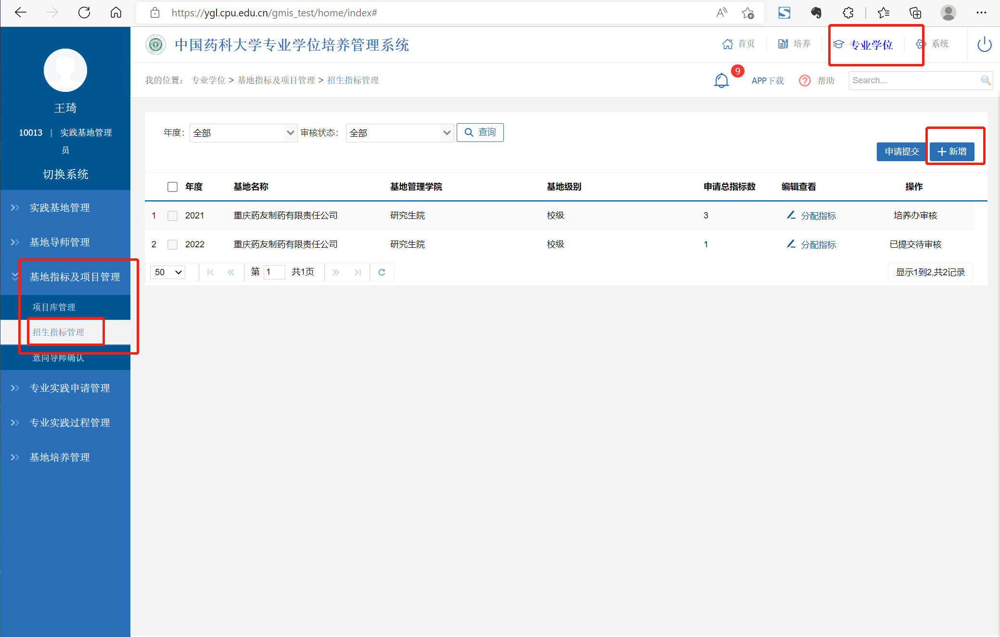 https://ygl.cpu.edu.cn/gmis_test/home/index#
中国药科大学专业学位培养管理系统
首页
培养
专业学位
系统
我的位置： 专业学位 > 基地指标及项目管理 > 招生指标管理
9
APP下载
帮助
Search...
王琦
10013 | 实践基地管理
员
切换系统
实践基地管理
基地导师管理
基地指标及项目管理
项目库管理
招生指标管理
意向导师确认
专业实践申请管理
专业实践过程管理
基地培养管理
年度： 全部 审核状态： 全部 查询
申请提交 新增
年度 基地名称 基地管理学院 基地级别 申请总指标数 编辑查看 操作
1 2021 重庆药友制药有限责任公司 研究生院 校级 3 分配指标 培养办审核
2 2022 重庆药友制药有限责任公司 研究生院 校级 1 分配指标 已提交待审核
50 第 1 共1页 显示1到2,共2记录